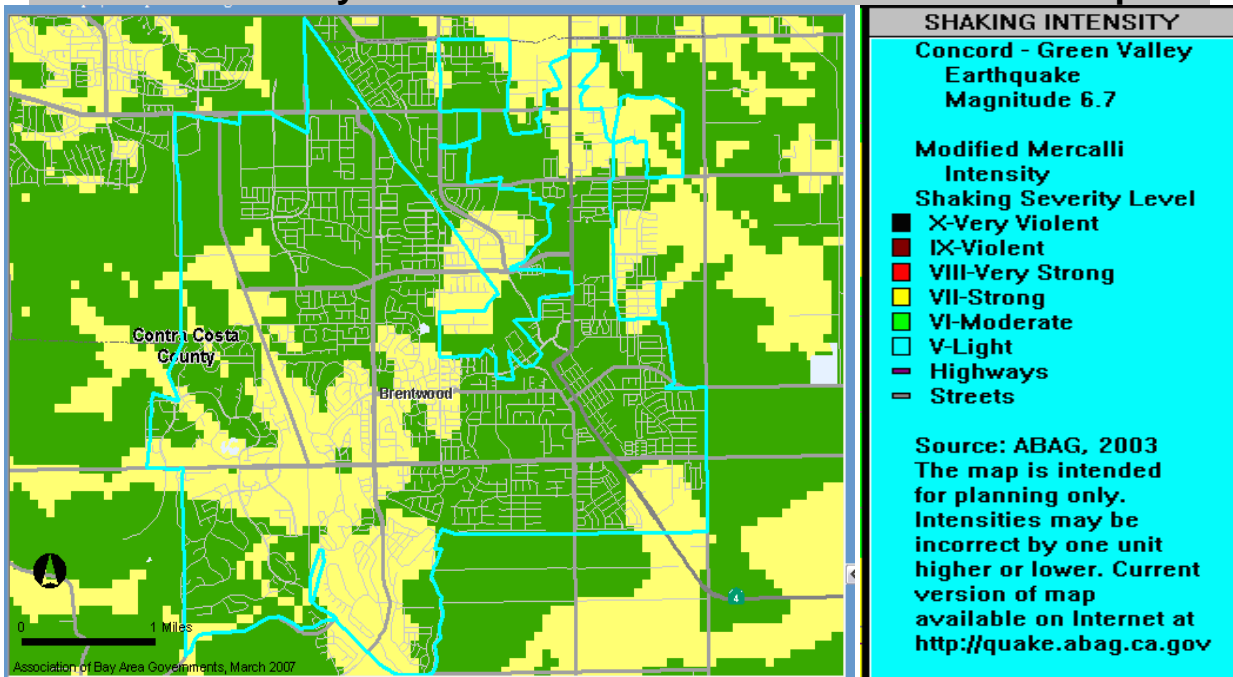 SHAKING INTENSITY
Concord - Green Valley
Earthquake
Magnitude 6.7
Modified Mercalli
Intensity
Shaking Severity Level
X-Very Violent
IX-Violent
VIII-Very Strong
VII-Strong
VI-Moderate
V-Light
Highways
Streets
Source: ABAG, 2003
The map is intended
for planning only.
Intensities may be
incorrect by one unit
higher or lower. Current
version of map
available on Internet at
http://quake.abag.ca.gov
Contra Costa
County
Brentwood
4
0 1 Miles
Association of Bay Area Governments, March 2007